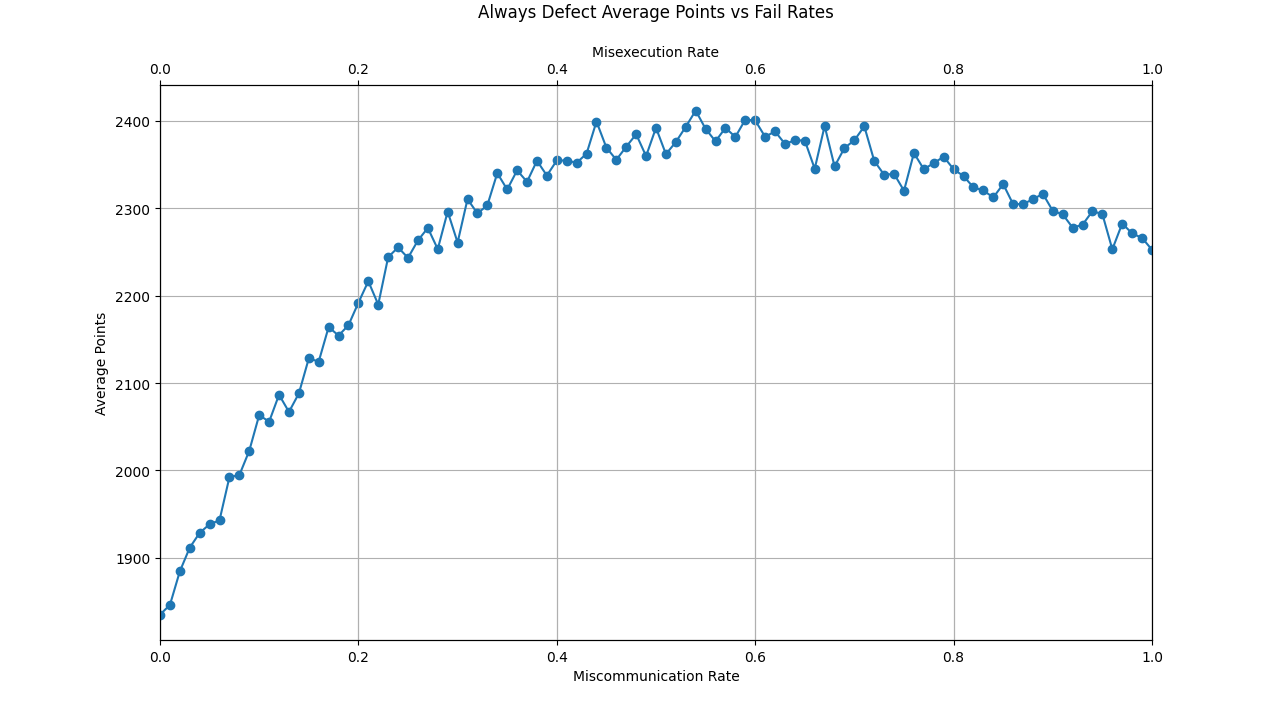 Always Defect Average Points vs Fail Rates
Misexecution Rate
0.0 0.2 0.4 0.6 0.8 1.0
2400
2300
2200
2100
2000
1900
Average Points
0.0 0.2 0.4 0.6 0.8 1.0
Miscommunication Rate